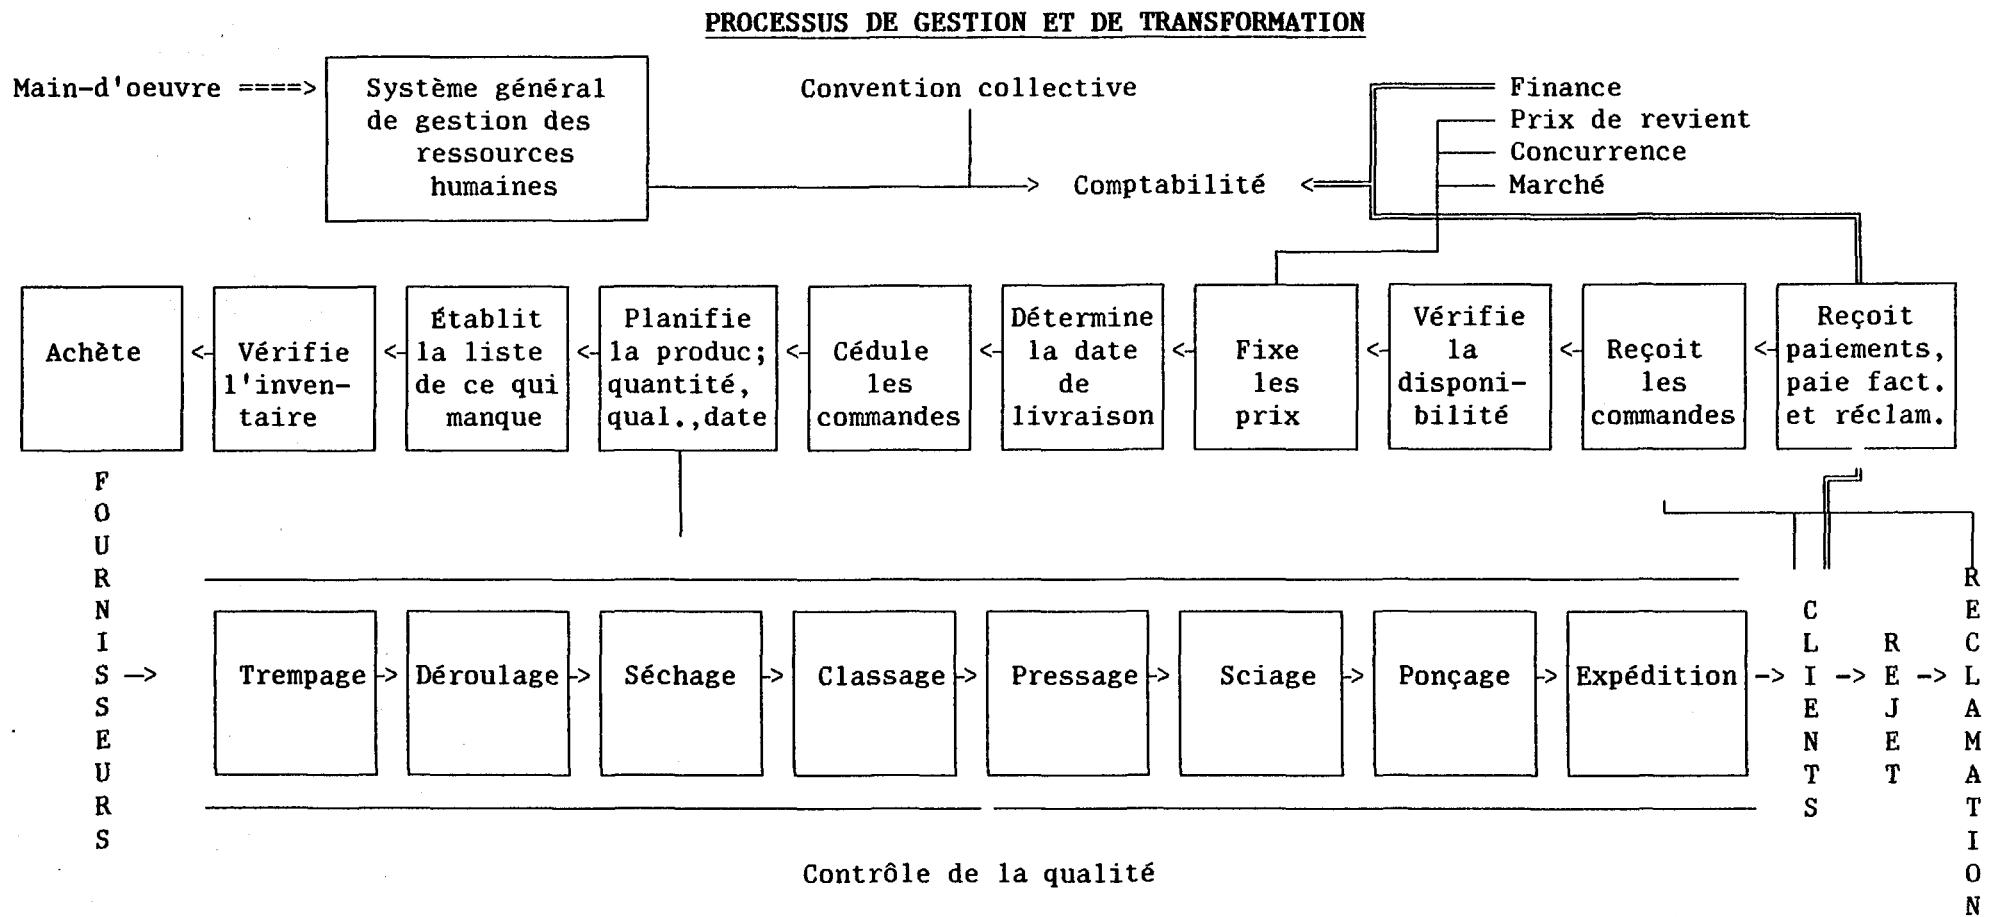 PROCESSUS DE GESTION ET DE TRANSFORMATION
Main-d'oeuvre ====>
Système général
de gestion des
ressources
humaines
Convention collective
Comptabilité
Finance
Prix de revient
Concurrence
Marché
Achète
Vérifie
l'inven-
taire
Établit
la liste
de ce qui
manque
Planifie
la produc;
quantité,
qual.,date
Cédule
les
commandes
Détermine
la date
de
livraison
Fixe
les
prix
Vérifie
la
disponi-
bilité
Reçoit
les
commandes
Reçoit
paiements,
paie fact.
et réclam.
FOURNISSEURS
Trempage
Déroulage
Séchage
Classage
Pressage
Sciage
Ponçage
Expédition
CLIENTS
REJET
RECLAMATION
Contrôle de la qualité